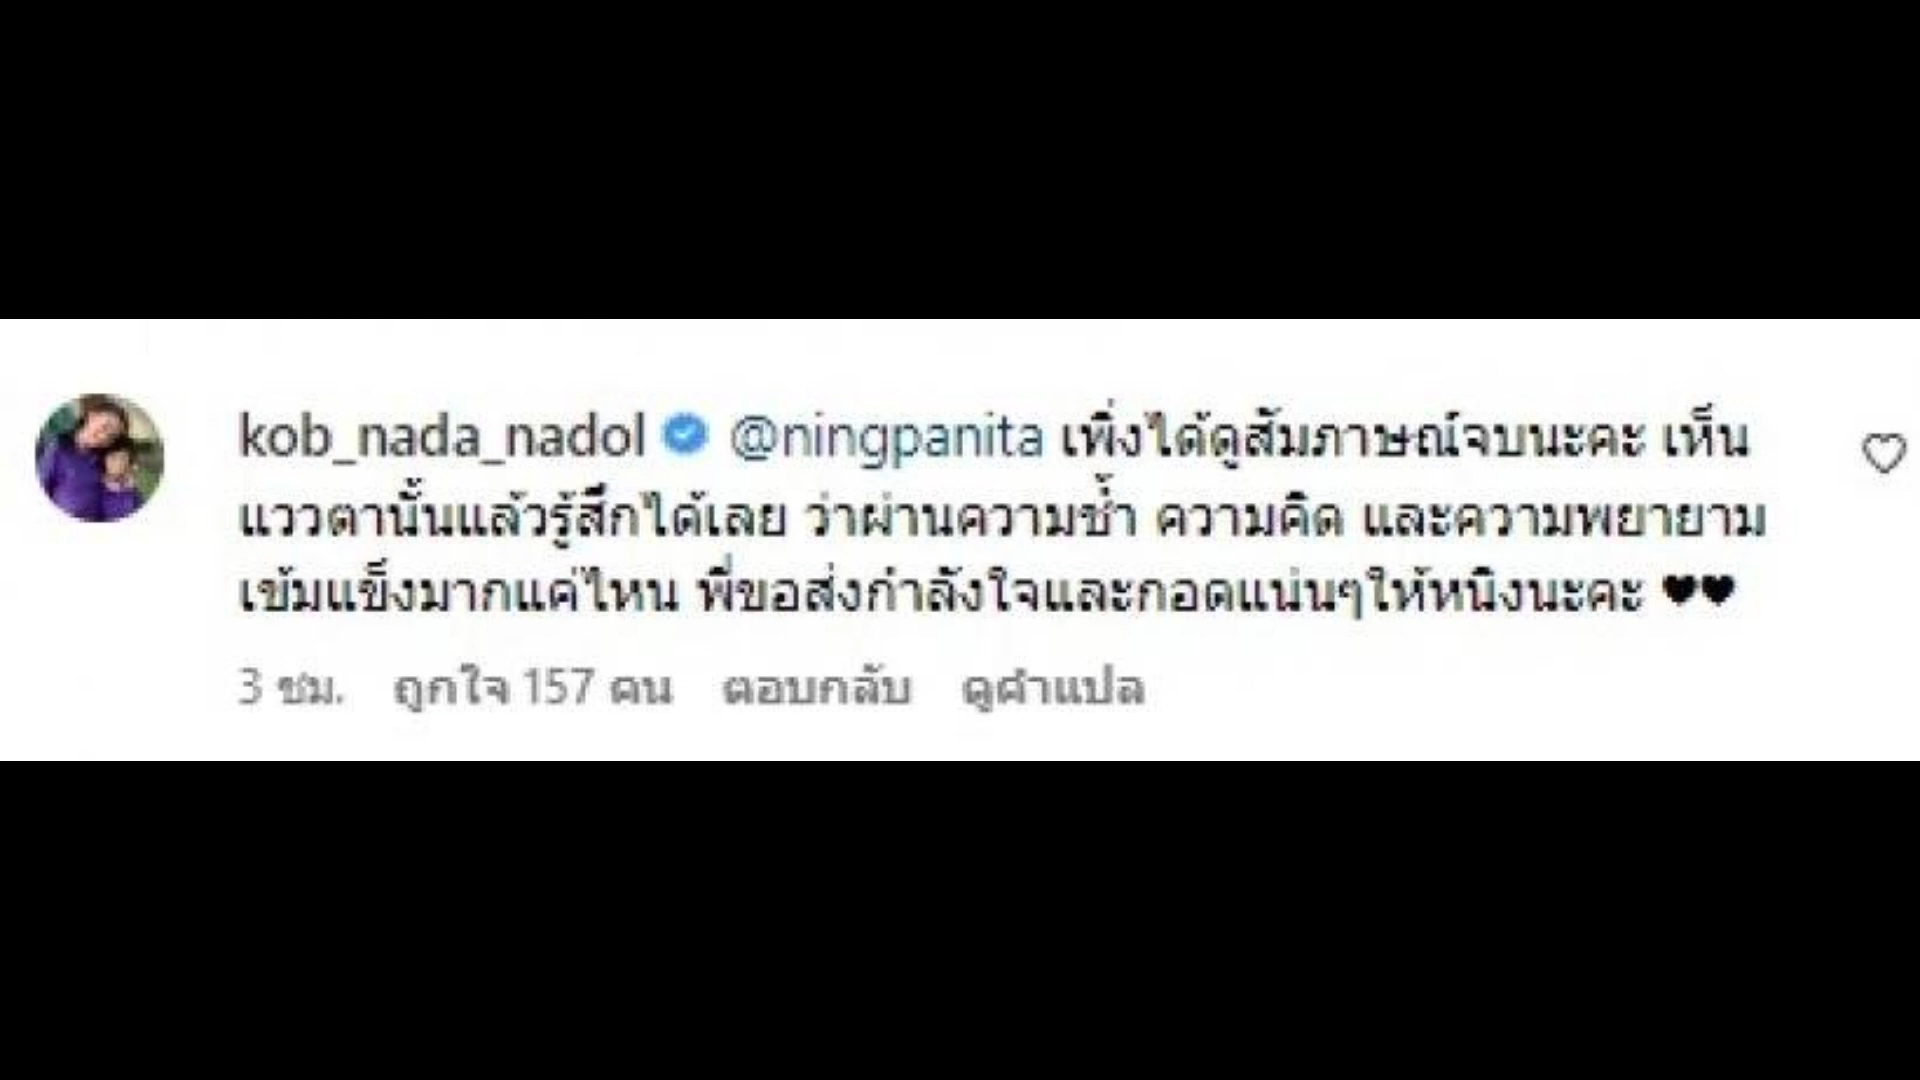 kob_nada_nadol @ningpanita เพิ่งได้ดูสัมภาษณ์จบนะคะ เห็น
แววตานั้นแล้วรู้สึกได้เลย ว่าผ่านความช้ำ ความคิด และความพยายาม
เข้มแข็งมากแค่ไหน พี่ขอส่งกำลังใจและกอดแน่นๆให้หนิงนะคะ ♥♥
3 ชม. ถูกใจ 157 คน ตอบกลับ ดูคำแปล